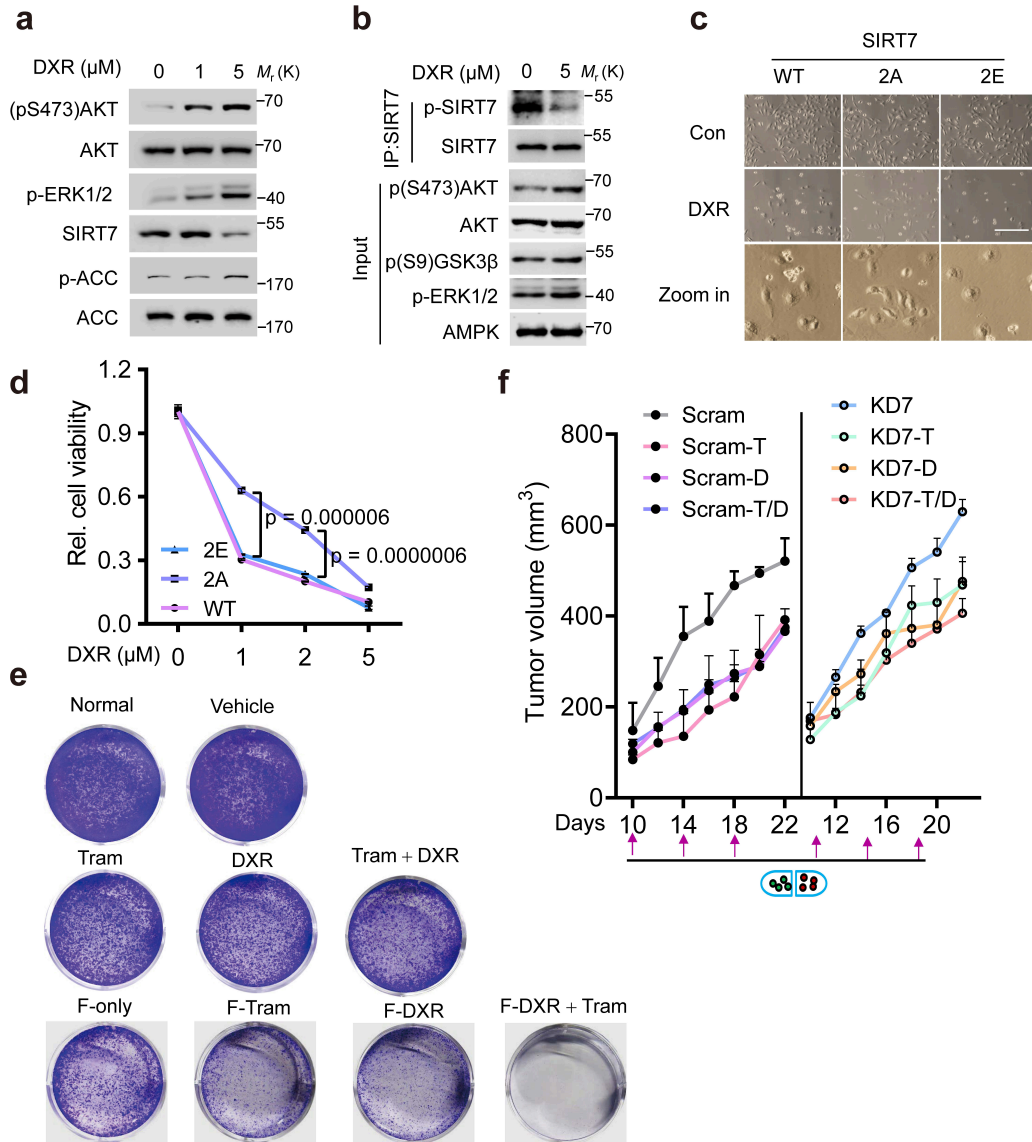 a
DXR (μM) 0 1 5 Mr (K)
(pS473)AKT 70
AKT 70
p-ERK1/2 40
SIRT7 55
p-ACC 170
ACC 170
b
DXR (μM) 0 5 Mr (K)
IP:SIRT7
p-SIRT7 55
SIRT7 55
Input
p(S473)AKT 70
AKT 70
p(S9)GSK3β 55
p-ERK1/2 40
AMPK 70
c
SIRT7
WT 2A 2E
Con
DXR
Zoom in
d
Rel. cell viability
1.2
0.9
0.6
0.3
0.0
p = 0.000006
p = 0.0000006
2E
2A
WT
DXR (μM) 0 1 2 5
e
Normal Vehicle
Tram DXR Tram + DXR
F-only F-Tram F-DXR F-DXR + Tram
f
Tumor volume (mm³)
800
600
400
200
0
Scram
Scram-T
Scram-D
Scram-T/D
KD7
KD7-T
KD7-D
KD7-T/D
Days 10 14 18 22 12 16 20